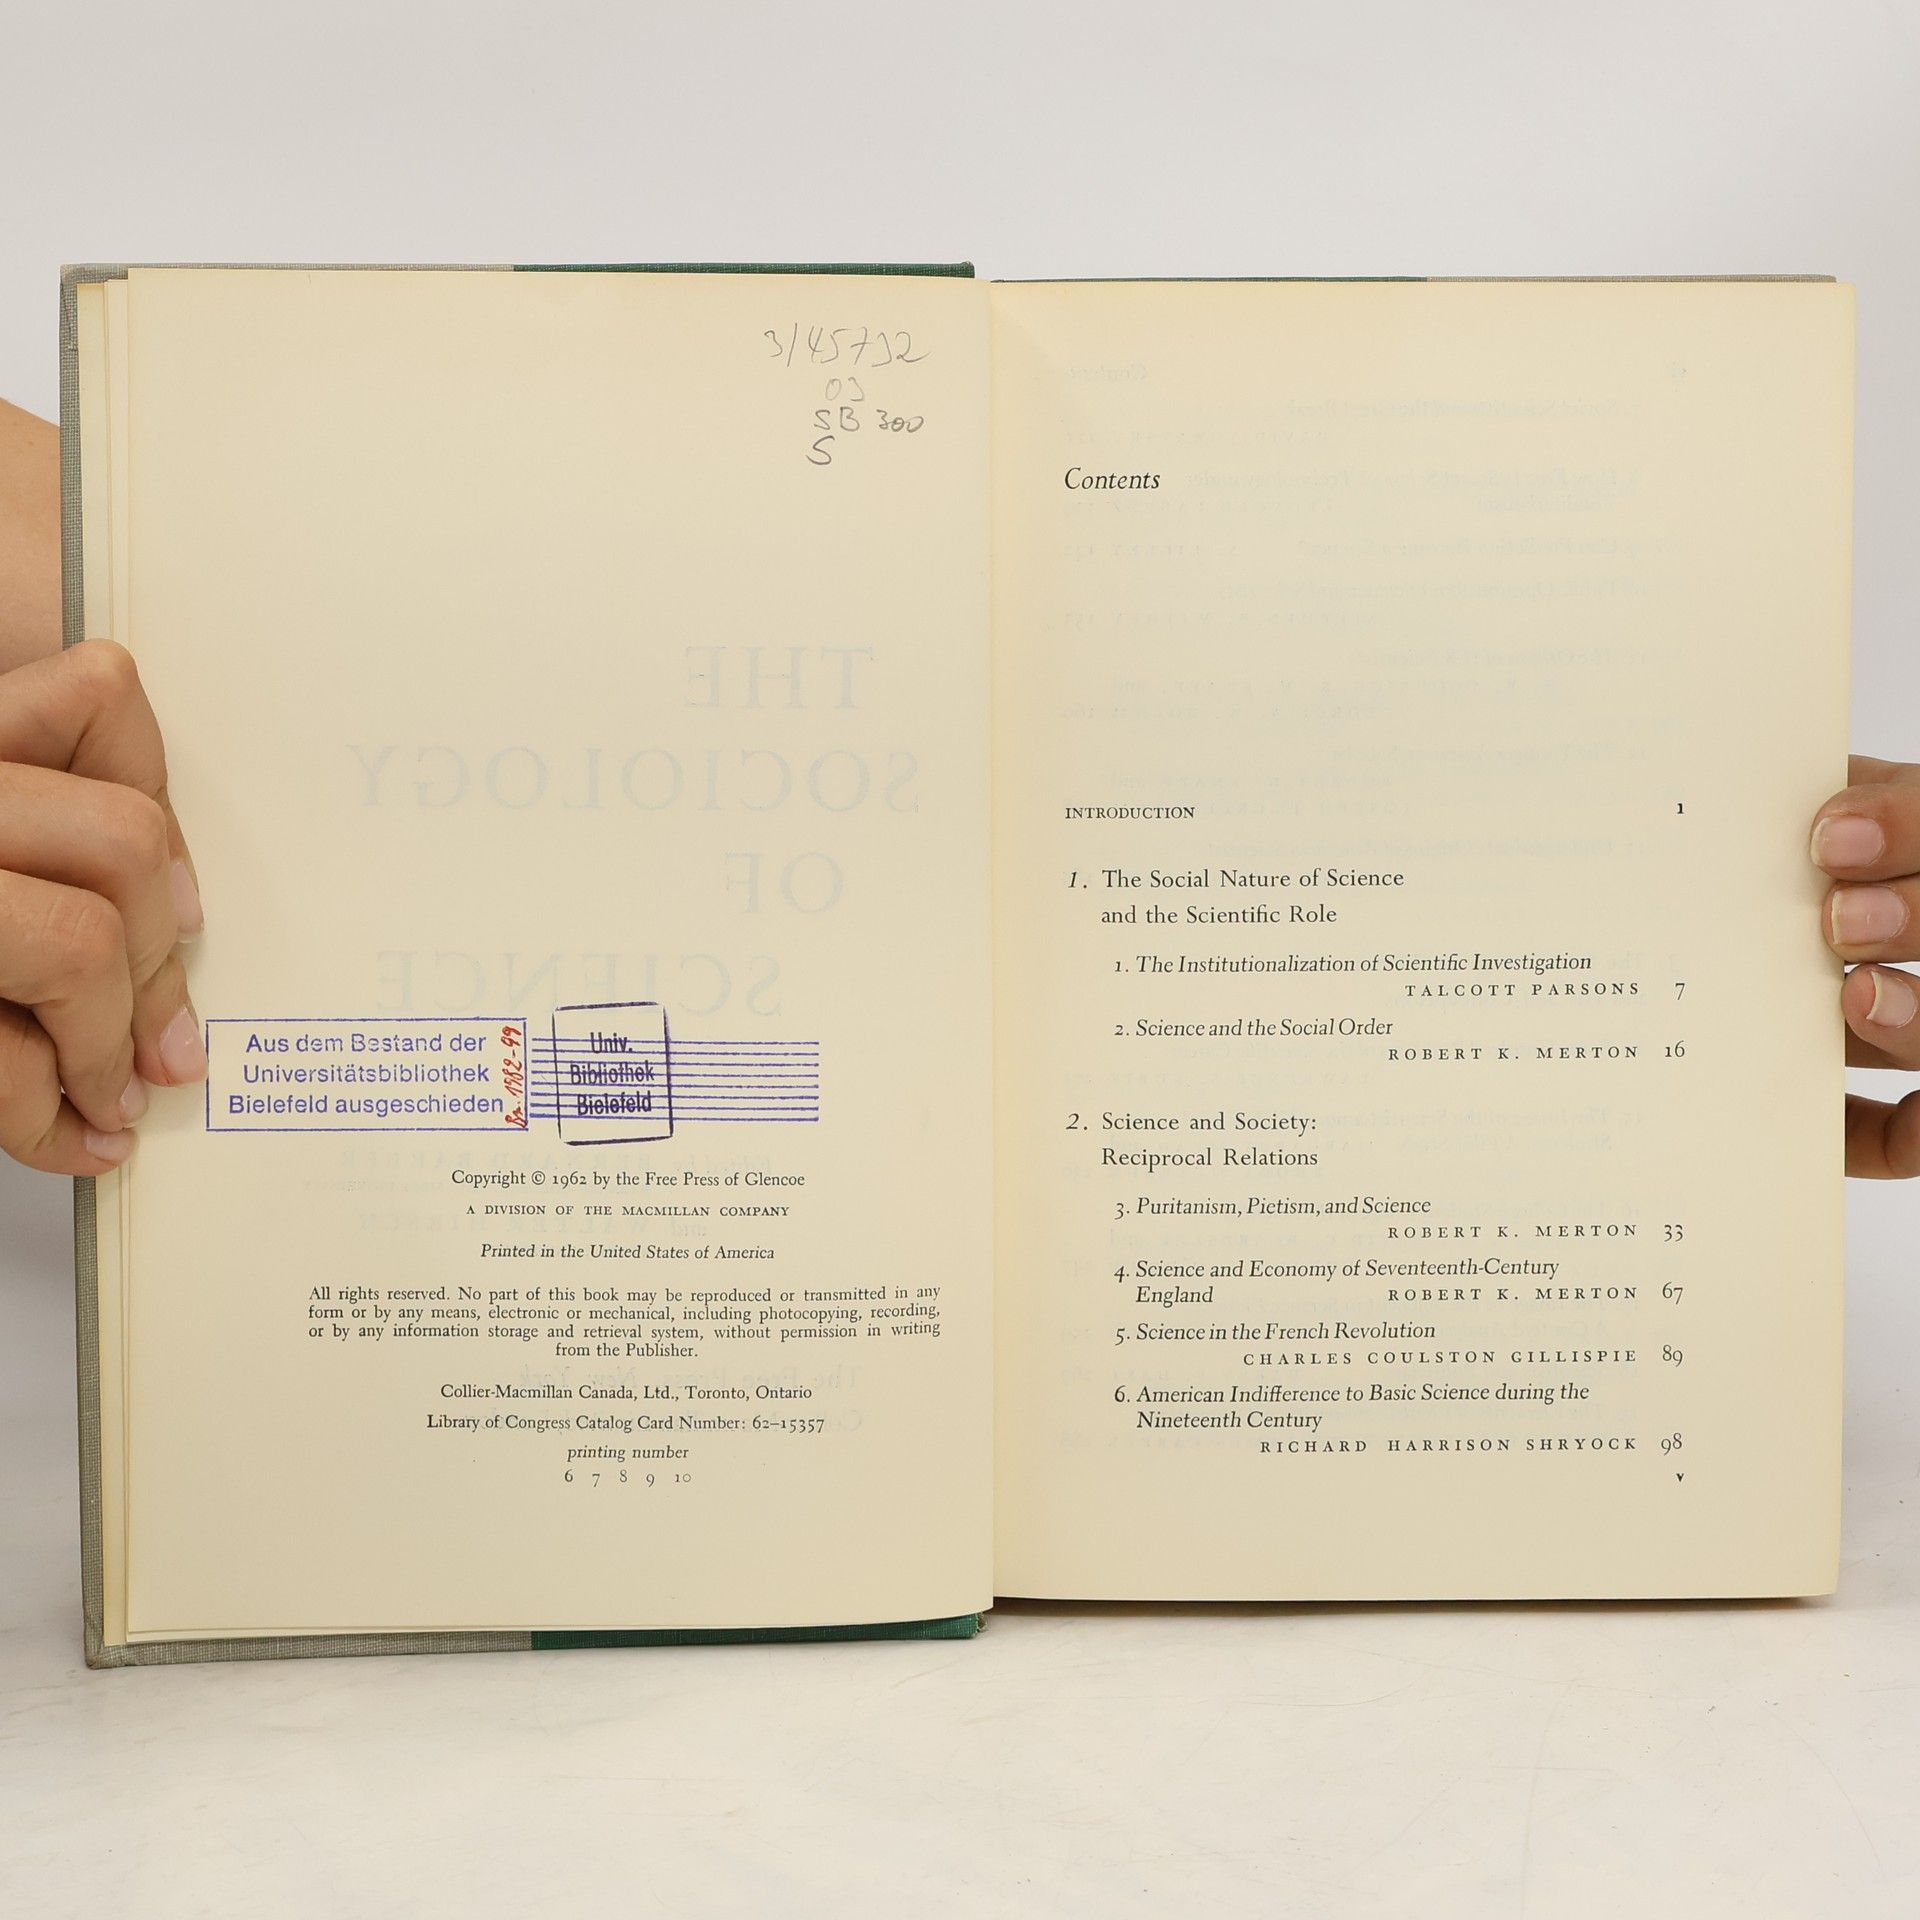 3/45732
03
SB 300
S
THE
SOCIOLOGY
OF
SCIENCE
Aus dem Bestand der
Universitätsbibliothek
Bielefeld ausgeschieden
Univ.
Bibliothek
Bielefeld
Copyright © 1962 by the Free Press of Glencoe
A DIVISION OF THE MACMILLAN COMPANY
Printed in the United States of America
All rights reserved. No part of this book may be reproduced or transmitted in any
form or by any means, electronic or mechanical, including photocopying, recording,
or by any information storage and retrieval system, without permission in writing
from the Publisher.
Collier-Macmillan Canada, Ltd., Toronto, Ontario
Library of Congress Catalog Card Number: 62–15357
printing number
6 7 8 9 10
Contents
INTRODUCTION 1
1. The Social Nature of Science
and the Scientific Role
1. The Institutionalization of Scientific Investigation
TALCOTT PARSONS 7
2. Science and the Social Order
ROBERT K. MERTON 16
2. Science and Society:
Reciprocal Relations
3. Puritanism, Pietism, and Science
ROBERT K. MERTON 33
4. Science and Economy of Seventeenth-Century
England ROBERT K. MERTON 67
5. Science in the French Revolution
CHARLES COULSTON GILLISPIE 89
6. American Indifference to Basic Science during the
Nineteenth Century
RICHARD HARRISON SHRYOCK 98
v